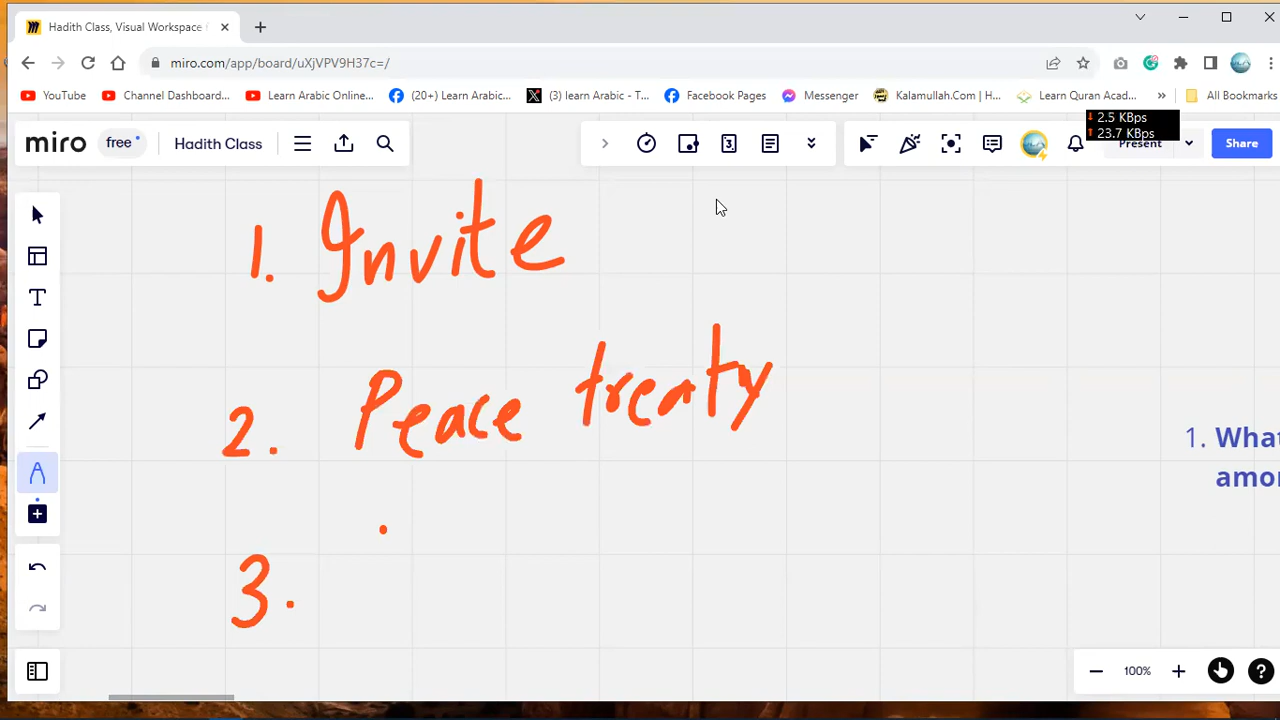 Hadith Class, Visual Workspace f
miro.com/app/board/uXjVPV9H37c=/
YouTube
Channel Dashboard...
Learn Arabic Online...
(20+) Learn Arabic...
(3) learn Arabic - T...
Facebook Pages
Messenger
Kalamullah.Com | H...
Learn Quran Acad...
»
All Bookmarks
2.5 KBps
23.7 KBps
miro
free
Hadith Class
3
Present
Share
1. Invite
2. Peace treaty
3.
1. What
amon
100%